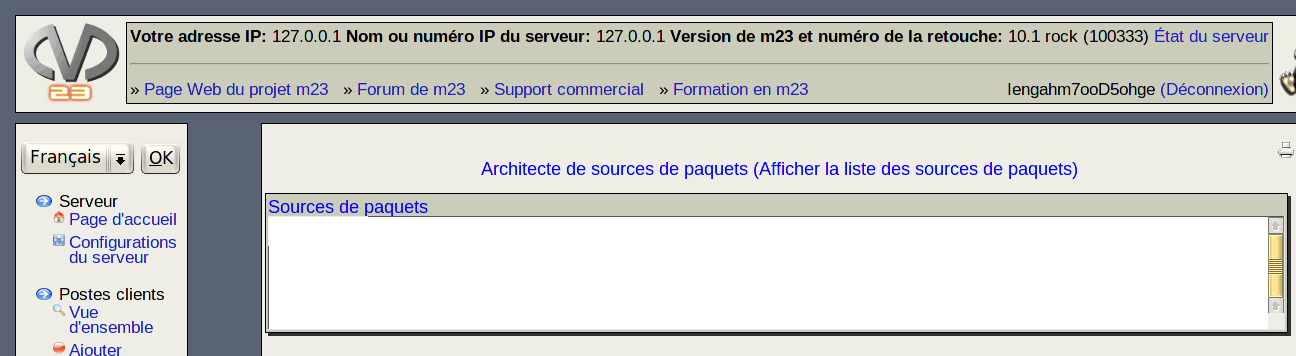 Votre adresse IP: 127.0.0.1 Nom ou numéro IP du serveur: 127.0.0.1 Version de m23 et numéro de la retouche: 10.1 rock (100333) État du serveur
23
» Page Web du projet m23 » Forum de m23 » Support commercial » Formation en m23 Iengahm7ooD5ohge (Déconnexion)
Français OK
Architecte de sources de paquets (Afficher la liste des sources de paquets)
Sources de paquets
Serveur
Page d'accueil
Configurations
du serveur
Postes clients
Vue
d'ensemble
Ajouter